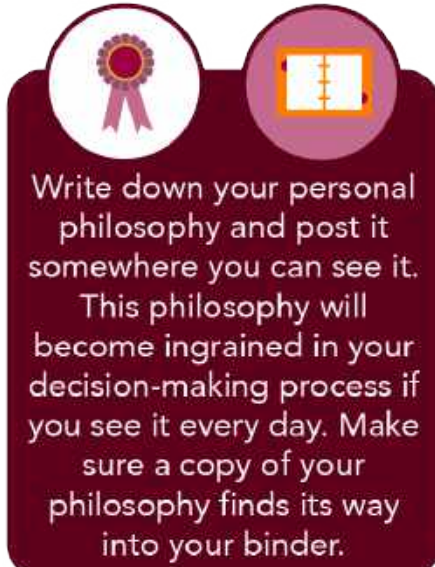 Write down your personal
philosophy and post it
somewhere you can see it.
This philosophy will
become ingrained in your
decision-making process if
you see it every day. Make
sure a copy of your
philosophy finds its way
into your binder.